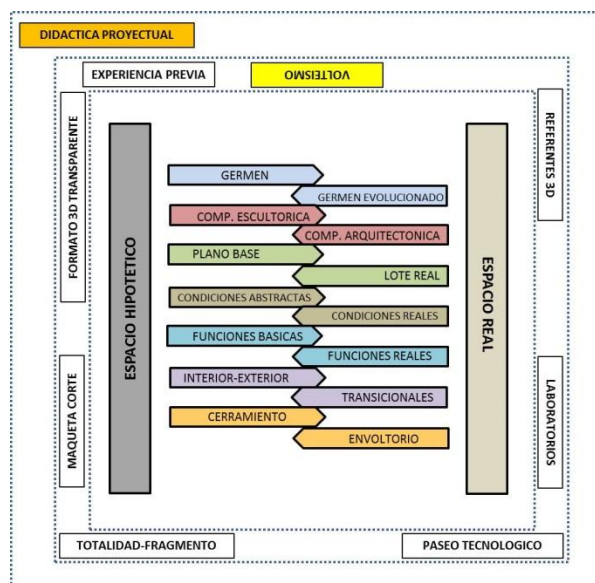 DIDACTICA PROYECTUAL
EXPERIENCIA PREVIA
VOLTEISMO
FORMATO 3D TRANSPARENTE
REFERENTES 3D
ESPACIO HIPOTETICO
GERMEN
GERMEN EVOLUCIONADO
COMP. ESCULTORICA
COMP. ARQUITECTONICA
PLANO BASE
LOTE REAL
CONDICIONES ABSTRACTAS
CONDICIONES REALES
FUNCIONES BASICAS
FUNCIONES REALES
INTERIOR-EXTERIOR
TRANSICIONALES
CERRAMIENTO
ENVOLTORIO
ESPACIO REAL
MAQUETA CORTE
LABORATORIOS
TOTALIDAD-FRAGMENTO
PASEO TECNOLOGICO